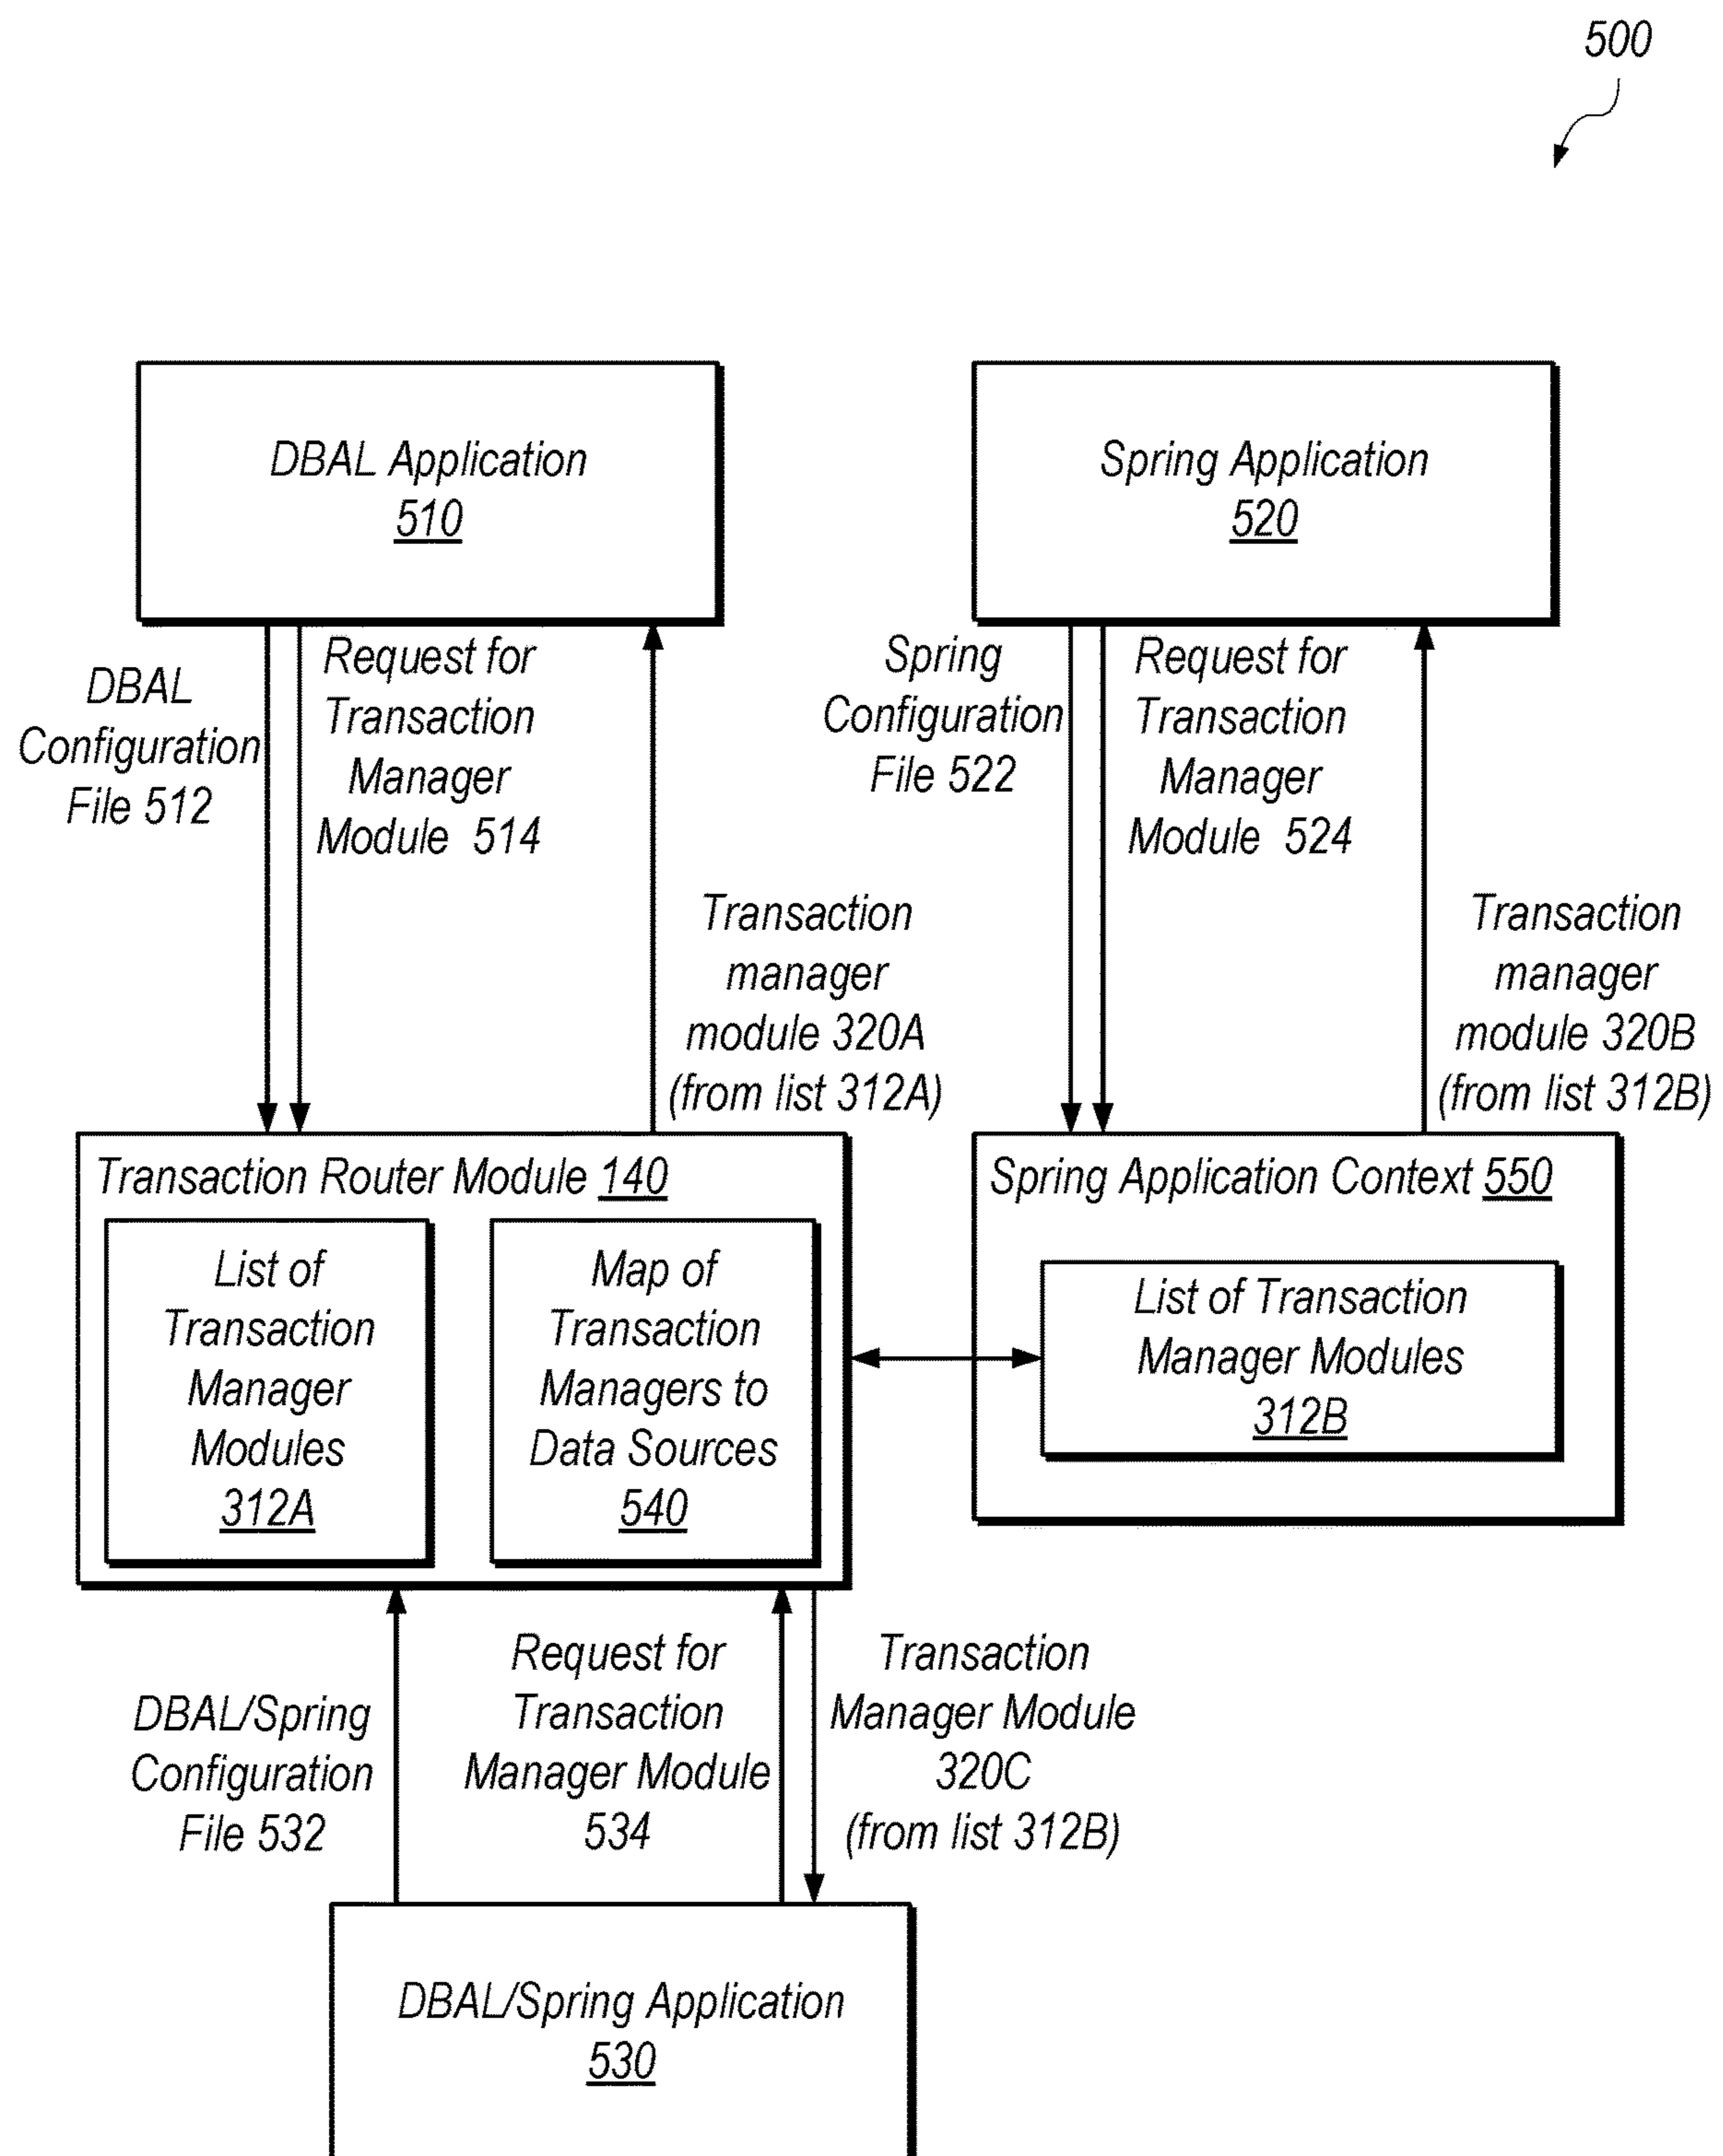 500
DBAL Application
510
Spring Application
520
DBAL
Configuration
File 512
Request for
Transaction
Manager
Module 514
Transaction
manager
module 320A
(from list 312A)
Spring
Configuration
File 522
Request for
Transaction
Manager
Module 524
Transaction
manager
module 320B
(from list 312B)
Transaction Router Module 140
List of
Transaction
Manager
Modules
312A
Map of
Transaction
Managers to
Data Sources
540
Spring Application Context 550
List of Transaction
Manager Modules
312B
DBAL/Spring
Configuration
File 532
Request for
Transaction
Manager Module
534
Transaction
Manager Module
320C
(from list 312B)
DBAL/Spring Application
530